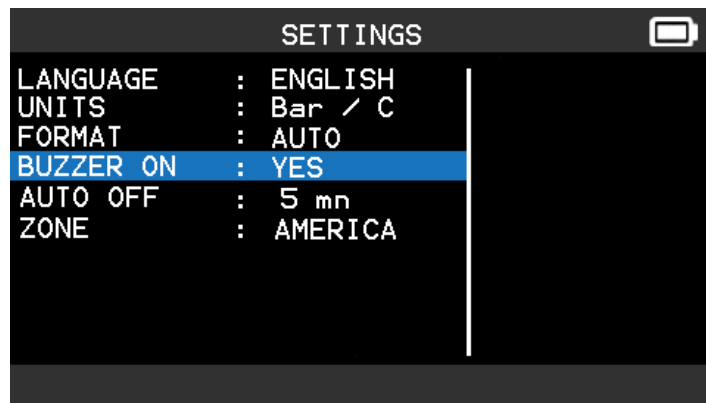 SETTINGS
LANGUAGE : ENGLISH
UNITS : Bar / C
FORMAT : AUTO
BUZZER ON : YES
AUTO OFF : 5 mn
ZONE : AMERICA